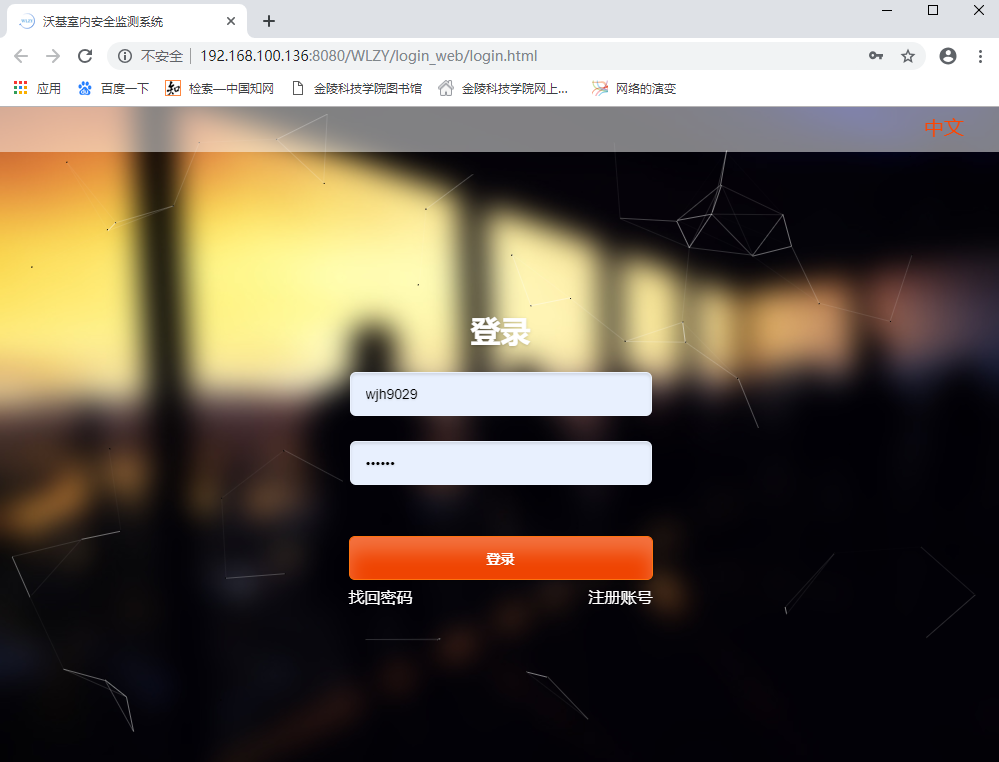 沃基室内安全监测系统
不安全 192.168.100.136:8080/WLZY/login_web/login.html
应用 百度一下 检索—中国知网 金陵科技学院图书馆 金陵科技学院网上... 网络的演变
中文
登录
wjh9029
••••••
登录
找回密码 注册账号